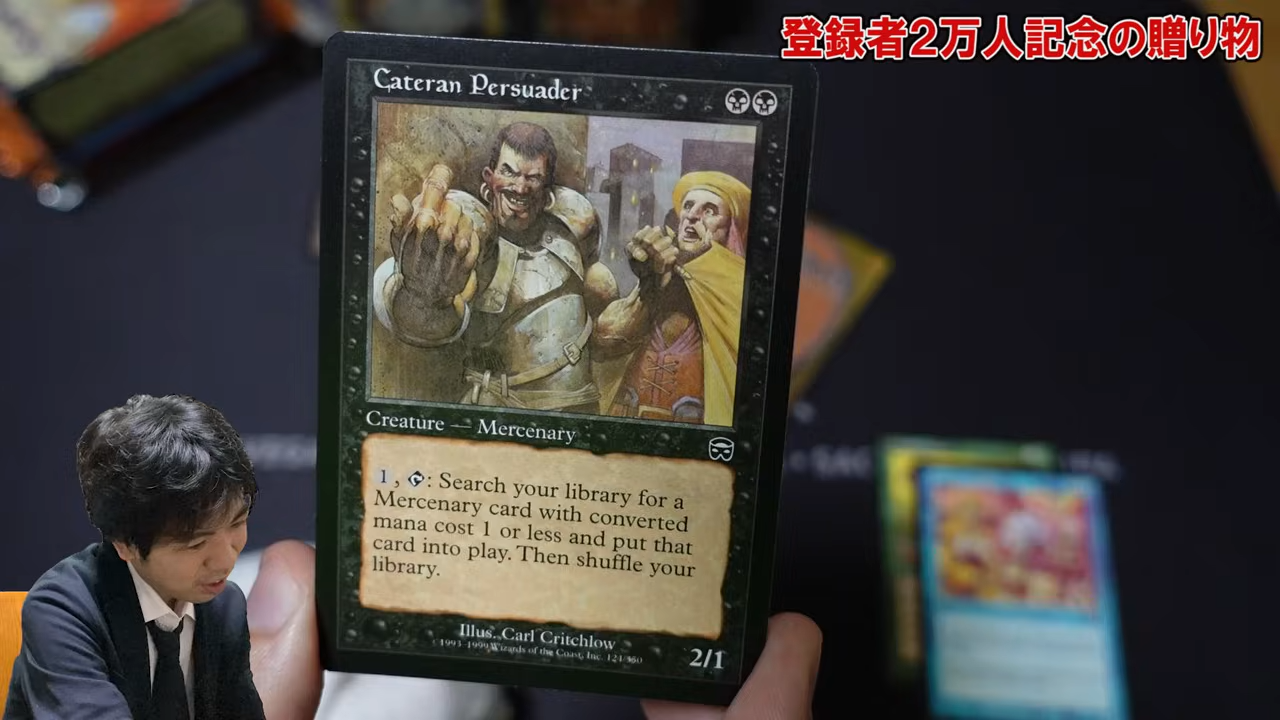 登録者2万人記念の贈り物
Cateran Persuader
Creature — Mercenary
1, : Search your library for a
Mercenary card with converted
mana cost 1 or less and put that
card into play. Then shuffle your
library.
Illus. Carl Critchlow
©1993-1999 Wizards of the Coast, Inc. 124/350
2/1